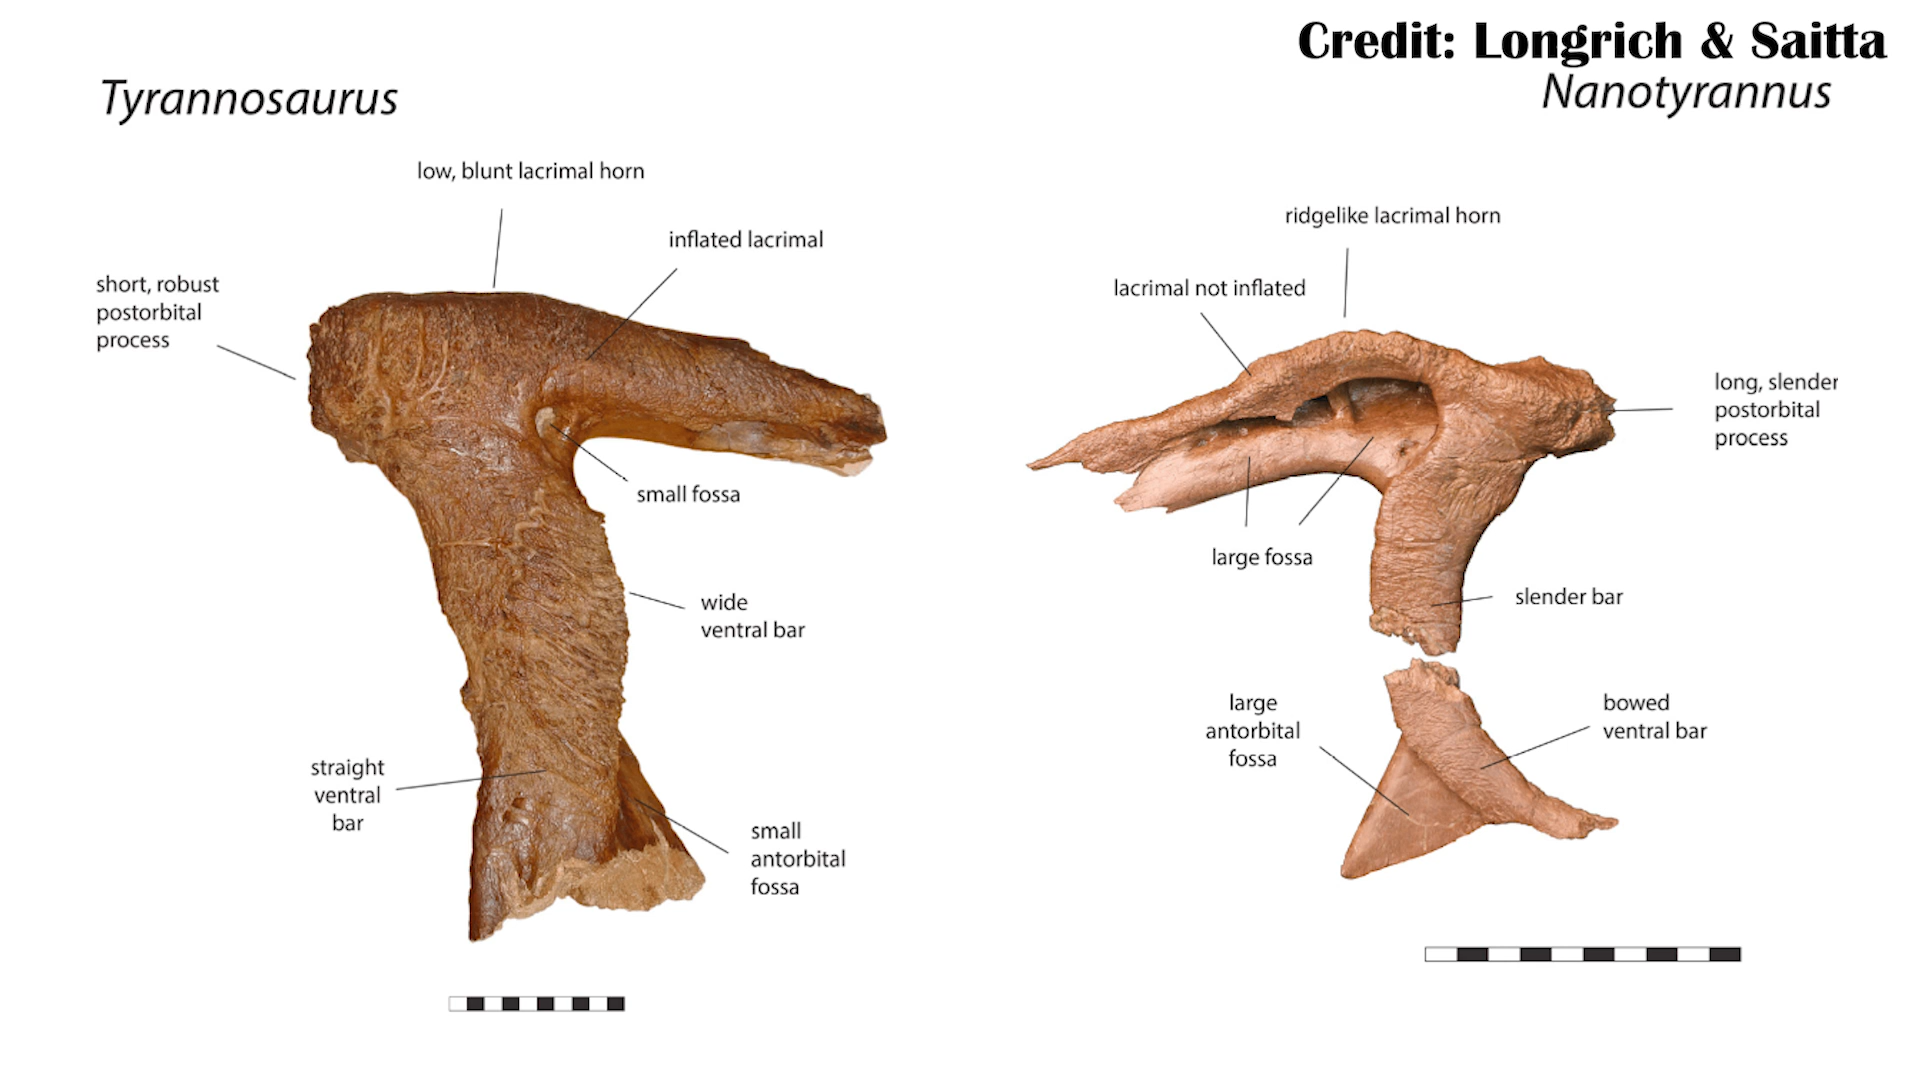 Credit: Longrich & Saitta
Tyrannosaurus
Nanotyrannus
low, blunt lacrimal horn
inflated lacrimal
short, robust
postorbital
process
small fossa
wide
ventral bar
straight
ventral
bar
small
antorbital
fossa
ridgelike lacrimal horn
lacrimal not inflated
long, slender
postorbital
process
large fossa
slender bar
large
antorbital
fossa
bowed
ventral bar